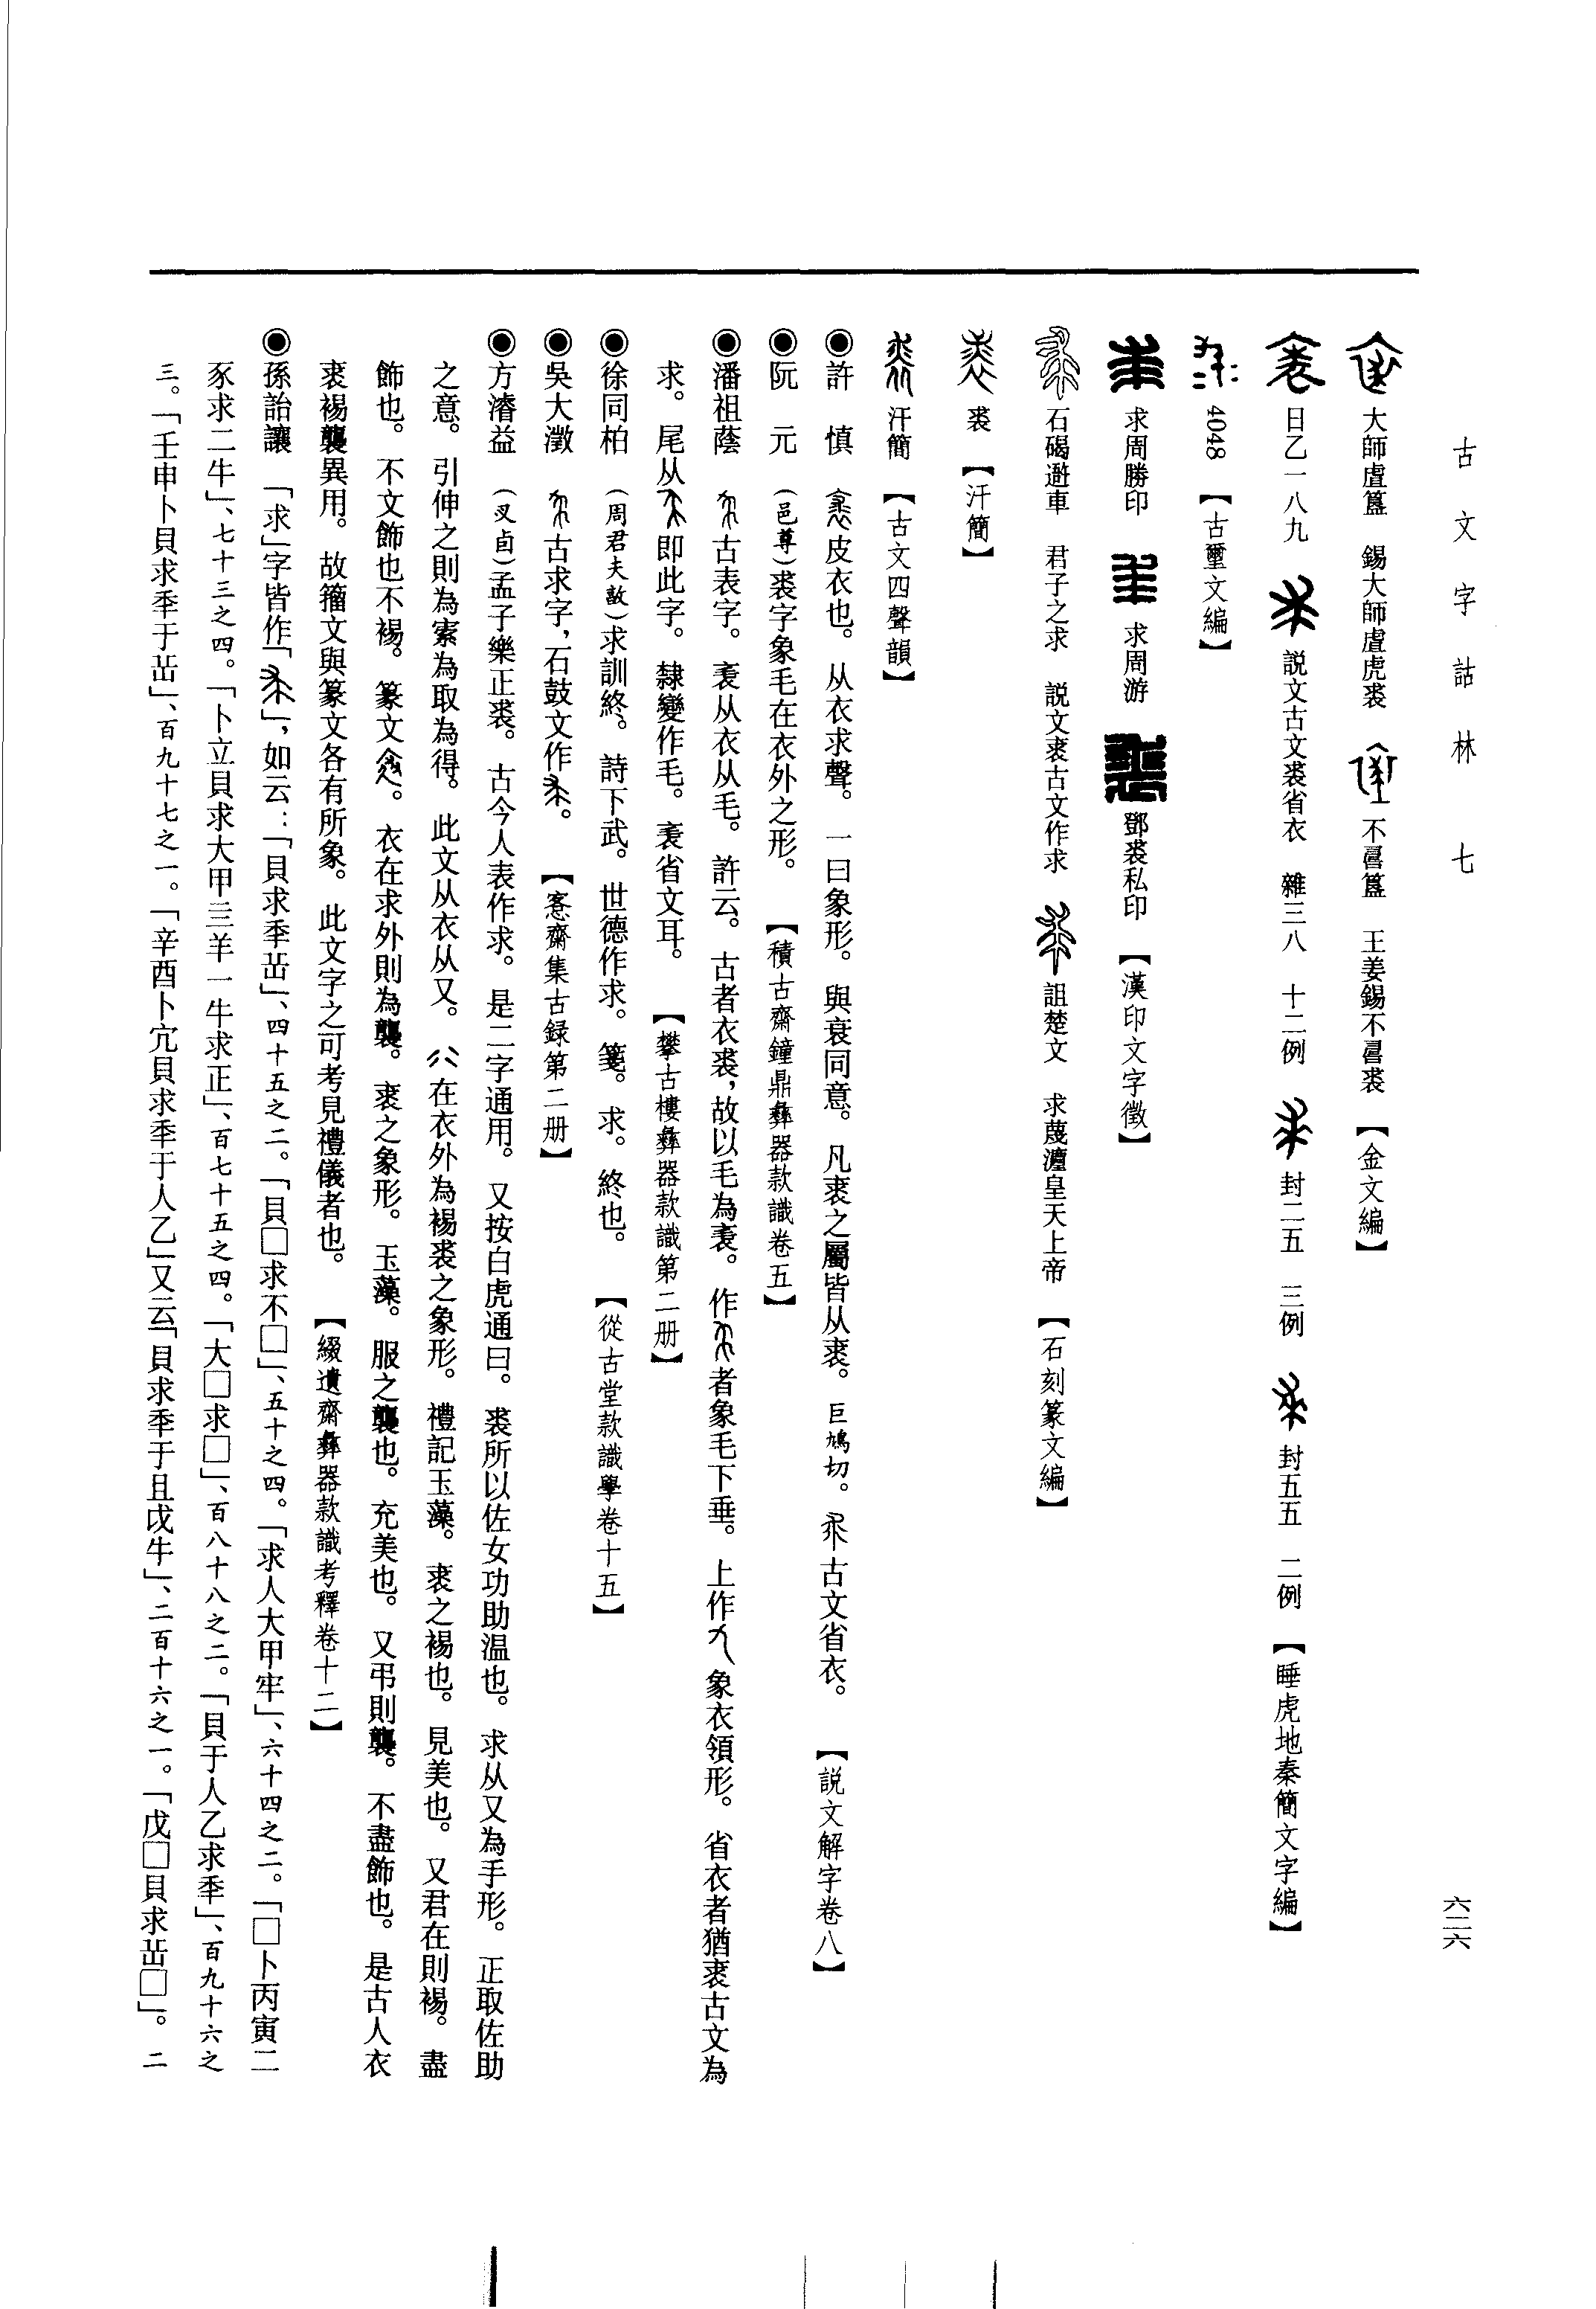 古文字詁林 七
六二六
大師虘簋 錫大師虘虎裘 不㠱簋 王姜錫不㠱裘 【金文編】
日乙一八九 説文古文裘省衣 雜三八 十二例 封二五 三例 封五五 二例 【睡虎地秦簡文字編】
4048 【古璽文編】
求周勝印 求周游 鄧裘私印 【漢印文字徵】
石碣避車 君子之求 説文裘古文作求 詛楚文 求蔑灋皇天上帝 【石刻篆文編】
裘 【汗簡】
汗簡 【古文四聲韻】
◉許 慎 皮衣也。从衣求聲。一曰象形。與衰同意。凡裘之屬皆从裘。巨鳩切。古文省衣。 【説文解字卷八】
◉阮 元 (邑尊)裘字象毛在衣外之形。 【積古齋鐘鼎彝器款識卷五】
◉潘祖蔭 古表字。裘从衣从毛。許云。古者衣裘,故以毛為裘。作者象毛下垂。上作象衣領形。省衣者猶裘古文為
求。尾从即此字。隸變作毛。裘省文耳。 【攀古樓彝器款識第二册】
◉徐同柏 (周君夫敦)求訓終。詩下武。世德作求。箋。求。終也。 【從古堂款識學卷十五】
◉吳大澂 古求字,石鼓文作。 【愙齋集古録第二册】
◉方濬益 (叉卣)孟子樂正裘。古今人表作求。是二字通用。又按白虎通曰。裘所以佐女功助温也。求从又為手形。正取佐助
之意。引伸之則為索為取為得。此文从衣从又。在衣外為裼裘之象形。禮記玉藻。裘之裼也。見美也。又君在則裼。盡
飾也。不文飾也不裼。篆文。衣在求外則為襲。裘之象形。玉藻。服之襲也。充美也。又弔則襲。不盡飾也。是古人衣
裘裼襲異用。故籀文與篆文各有所象。此文字之可考見禮儀者也。 【綴遺齋彝器款識考釋卷十二】
◉孫詒讓 「求」字皆作「」,如云:「貝求季䒑」、四十五之二。「貝□求不□」、五十之四。「求人大甲牢」、六十四之二。「□卜丙寅二
豕求二牛」、七十三之四。「卜立貝求大甲三羊一牛求正」、百七十五之四。「大□求□」、百八十八之二。「貝于人乙求季」、百九十六之
三。「壬申卜貝求季于」、百九十七之一。「辛酉卜宂貝求季于人乙」又云「貝求季于且戊牛」、二百十六之一。「戊□貝求□」。二